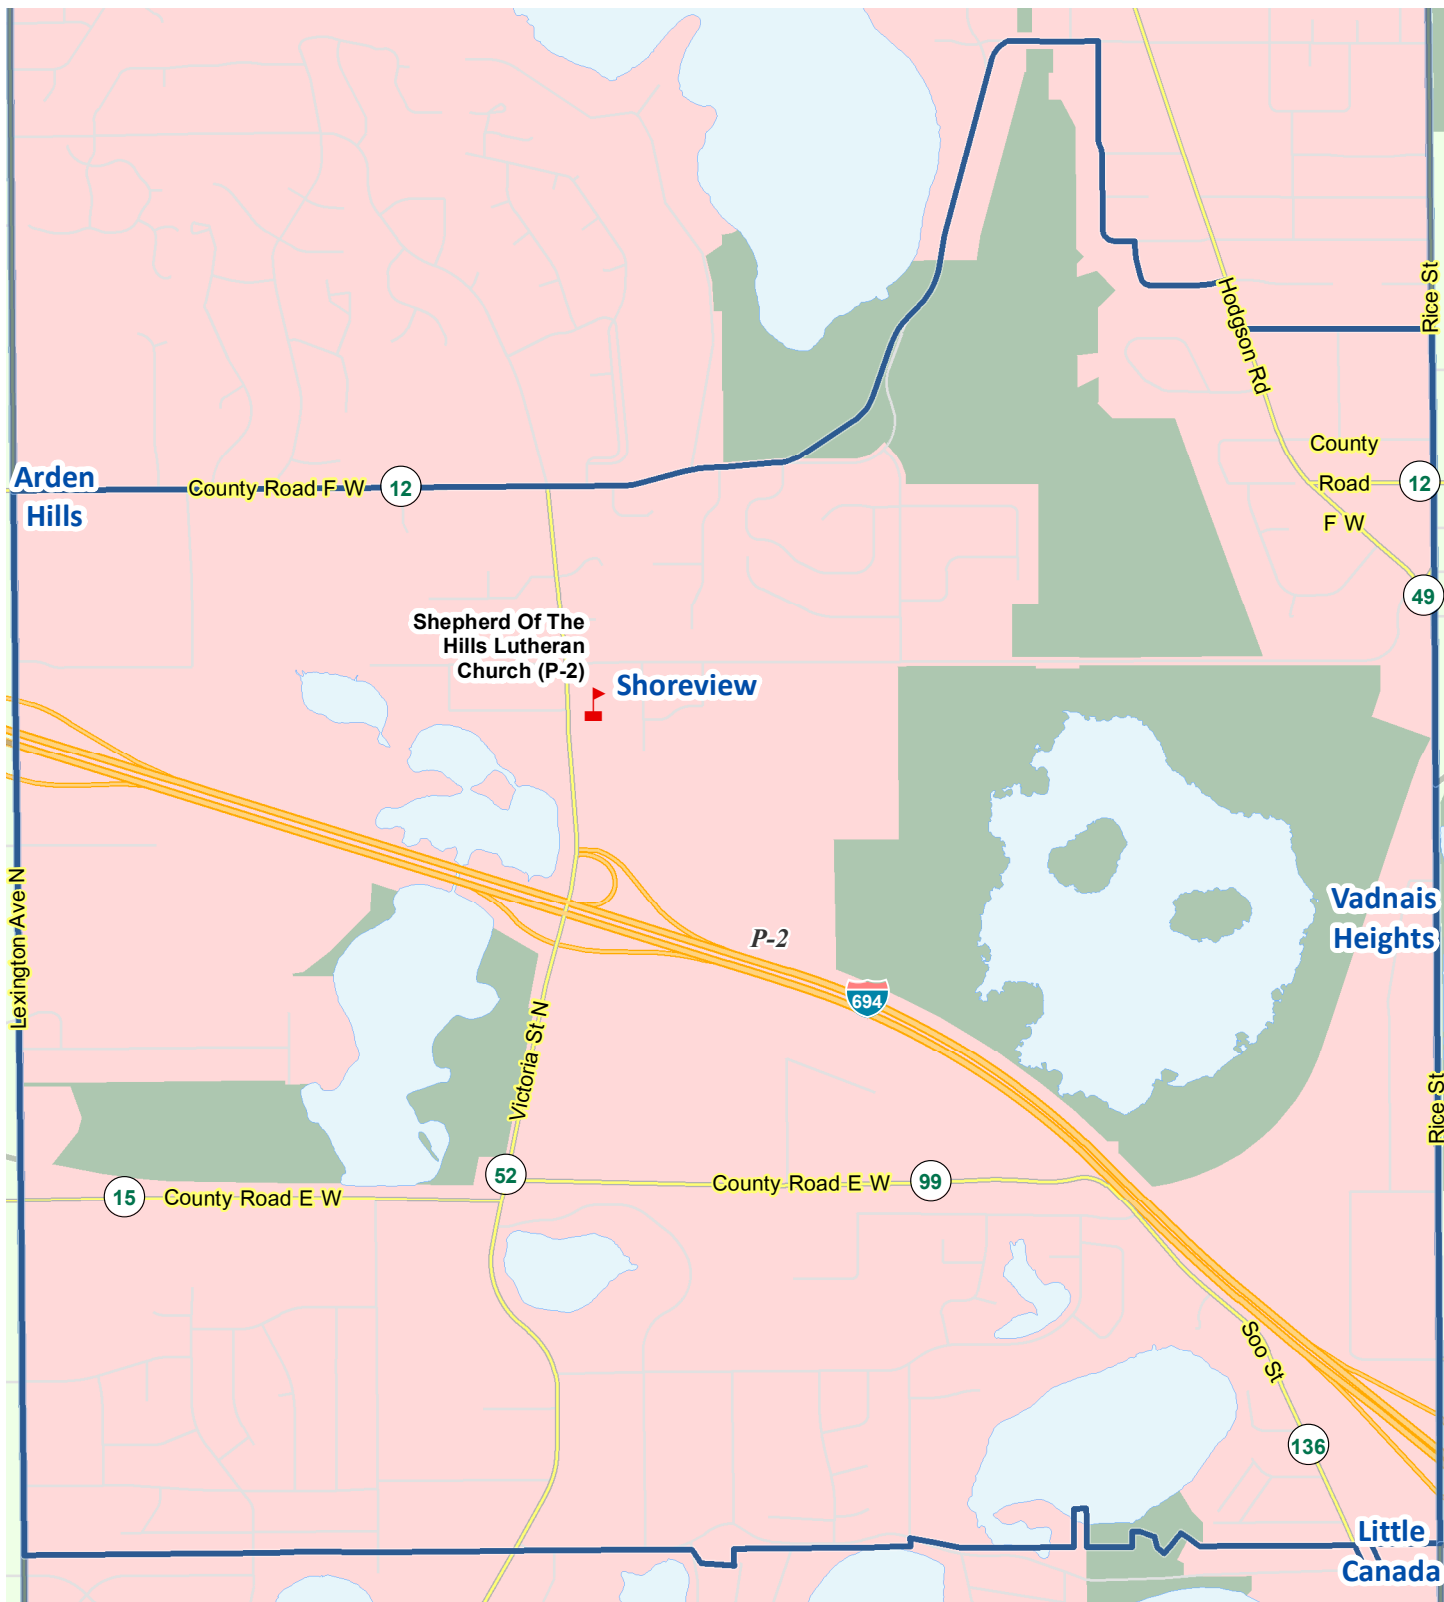 Rice St
Hodgson Rd
County
Road
F W
12
49
Arden
Hills
County Road F W
12
Shepherd Of The
Hills Lutheran
Church (P-2)
Shoreview
Lexington Ave N
Vadnais
Heights
P-2
694
Victoria St N
Rice St
52
15
County Road E W
County Road E W
99
Soo St
136
Little
Canada